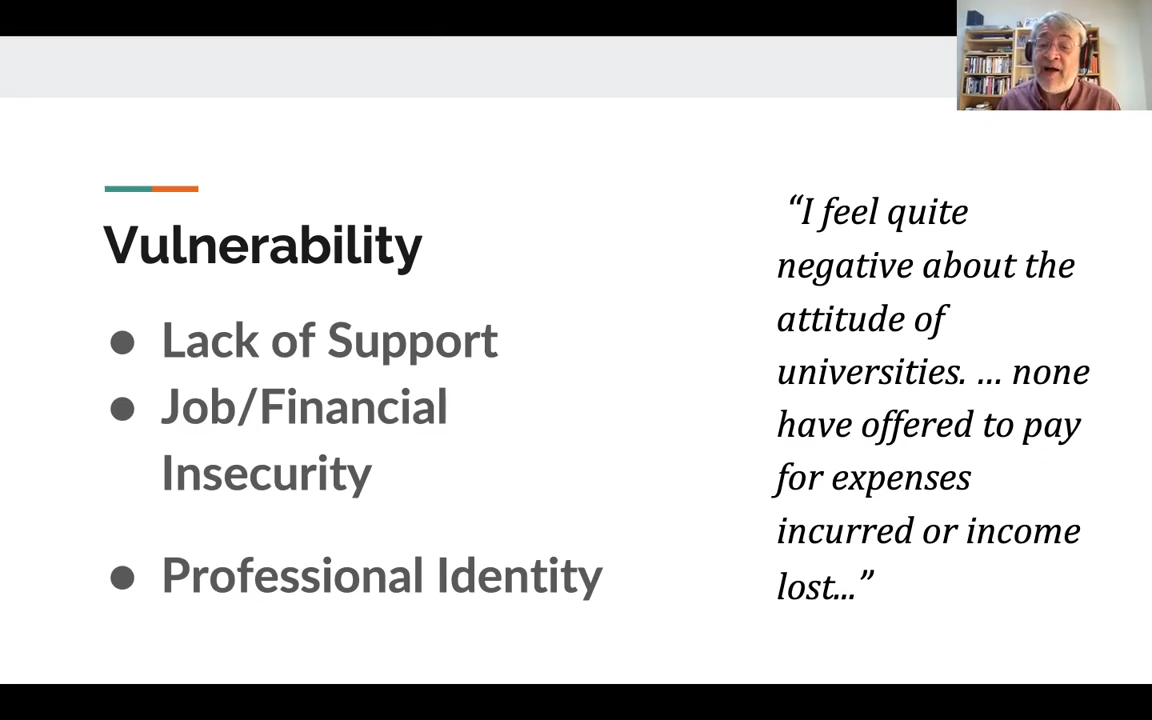 Vulnerability
● Lack of Support
● Job/Financial
Insecurity
● Professional Identity
“I feel quite
negative about the
attitude of
universities. … none
have offered to pay
for expenses
incurred or income
lost...”